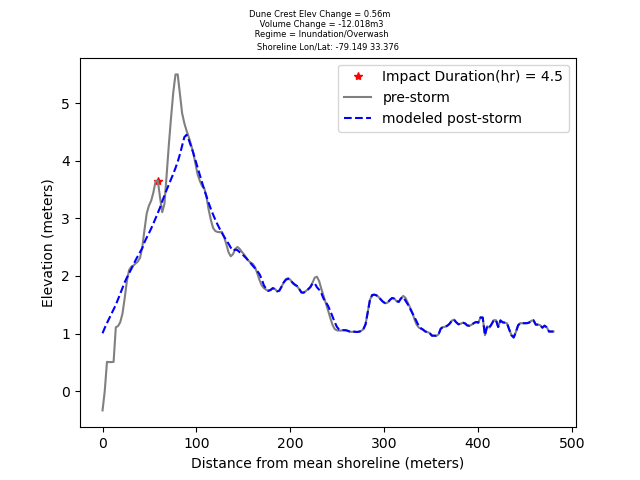 Dune Crest Elev Change = 0.56m
Volume Change = -12.018m3
Regime = Inundation/Overwash
Shoreline Lon/Lat: -79.149 33.376
Impact Duration(hr) = 4.5
pre-storm
modeled post-storm
Elevation (meters)
5
4
3
2
1
0
0 100 200 300 400 500
Distance from mean shoreline (meters)